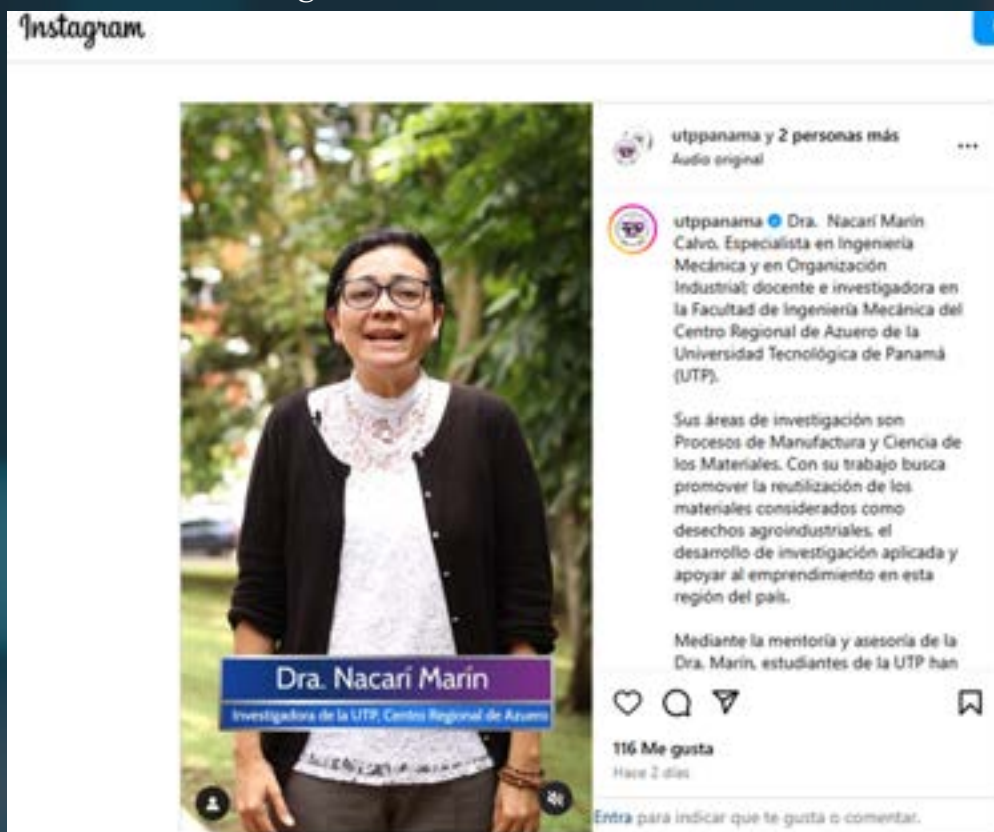 Instagram
utppanama y 2 personas más
Audio original
utppanama Dra. Nacarí Marín
Calvo, Especialista en Ingeniería
Mecánica y en Organización
Industrial; docente e investigadora en
la Facultad de Ingeniería Mecánica del
Centro Regional de Azuero de la
Universidad Tecnológica de Panamá
(UTP).
Sus áreas de investigación son
Procesos de Manufactura y Ciencia de
los Materiales. Con su trabajo busca
promover la reutilización de los
materiales considerados como
desechos agroindustriales, el
desarrollo de investigación aplicada y
apoyar al emprendimiento en esta
región del país.
Mediante la mentoría y asesoría de la
Dra. Marín, estudiantes de la UTP han
Dra. Nacarí Marín
Investigadora de la UTP, Centro Regional de Azuero
116 Me gusta
Hace 2 días
Entra para indicar que te gusta o comentar.